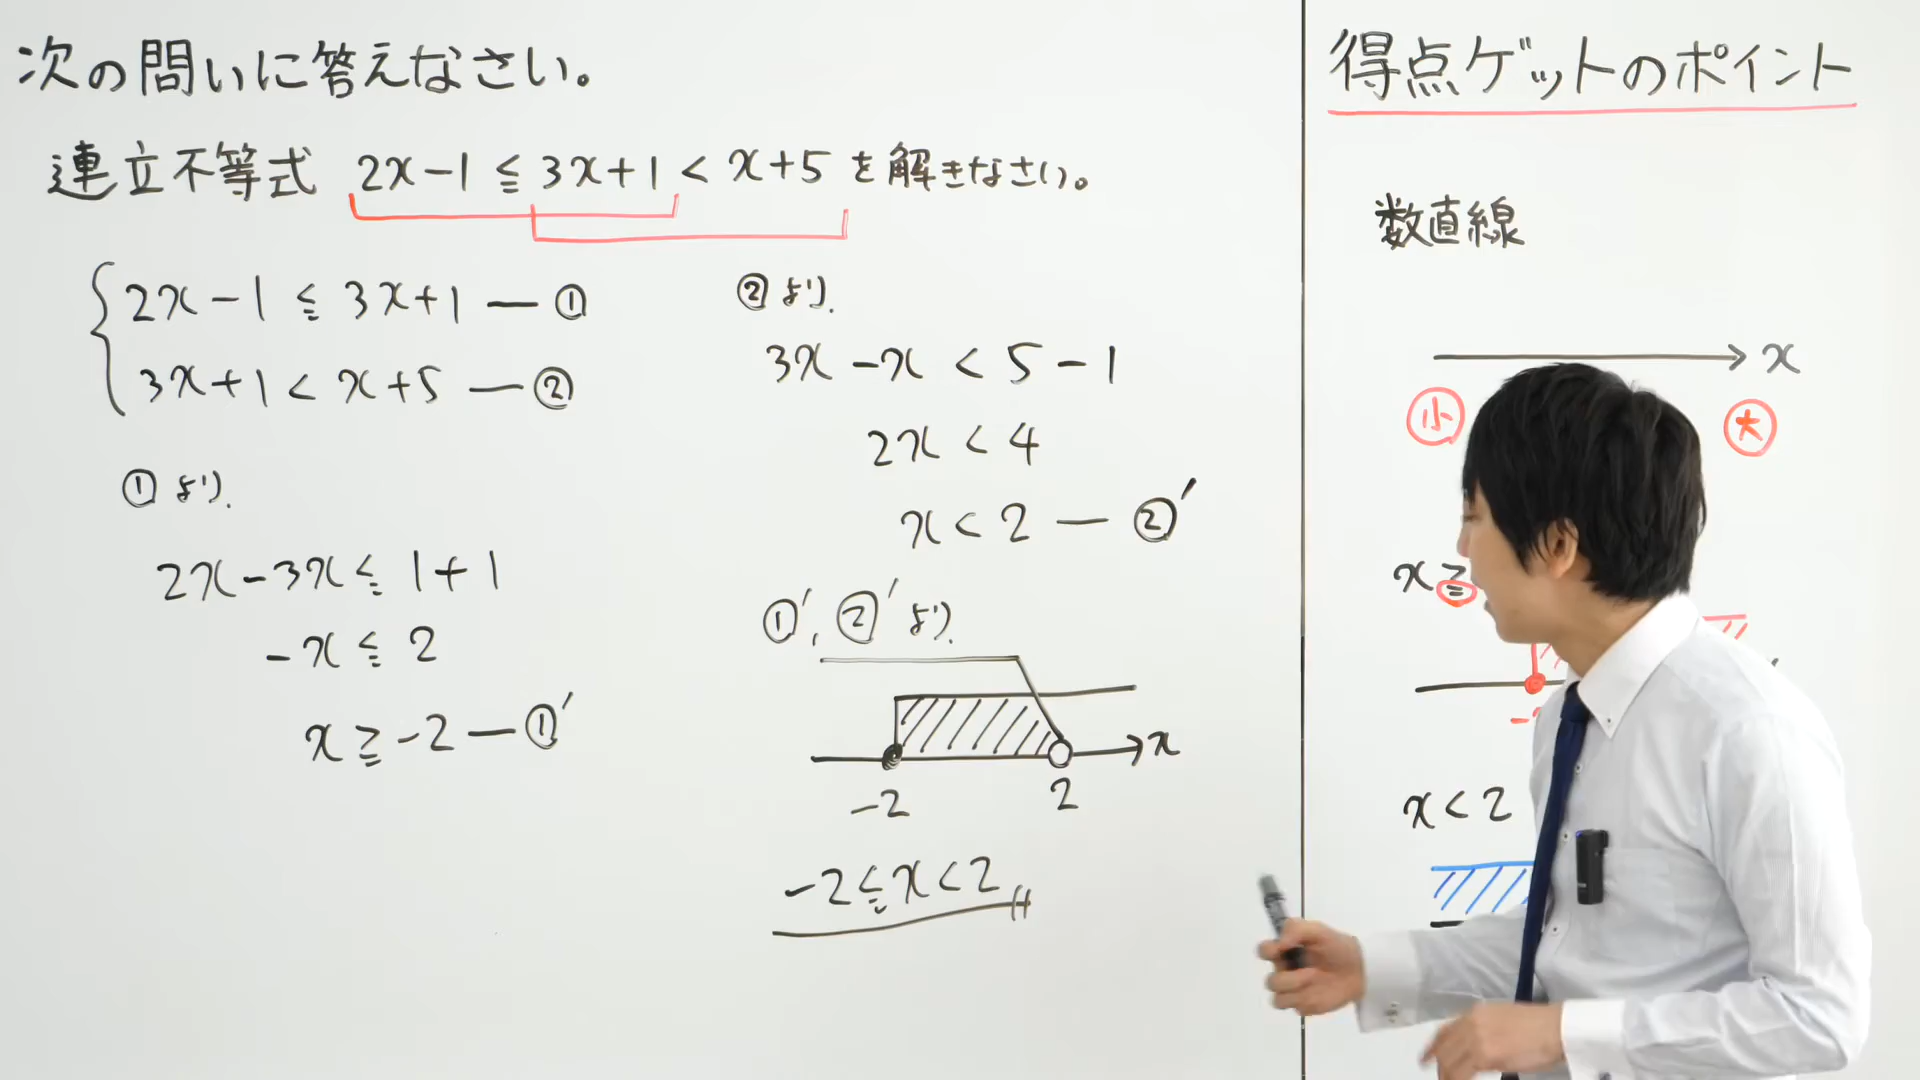 次の問いに答えなさい。
連立不等式 2x-1≦3x+1<x+5を解きなさい。
2x-1≦3x+1―①
3x+1<x+5―②
①より、
2x-3x≦1+1
-x≦2
x≧-2―①′
②より、
3x-x<5-1
2x<4
x<2―②′
①′,②′より、
x
-2 2
-2≦x<2
得点ゲットのポイント
数直線
x
小 大
x≧
x<2